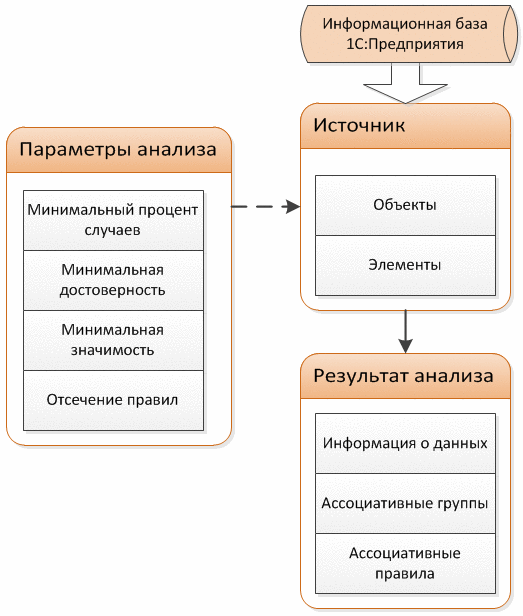 Информационная база
1С:Предприятия
Источник
Объекты
Элементы
Параметры анализа
Минимальный процент
случаев
Минимальная
достоверность
Минимальная
значимость
Отсечение правил
Результат анализа
Информация о данных
Ассоциативные группы
Ассоциативные
правила